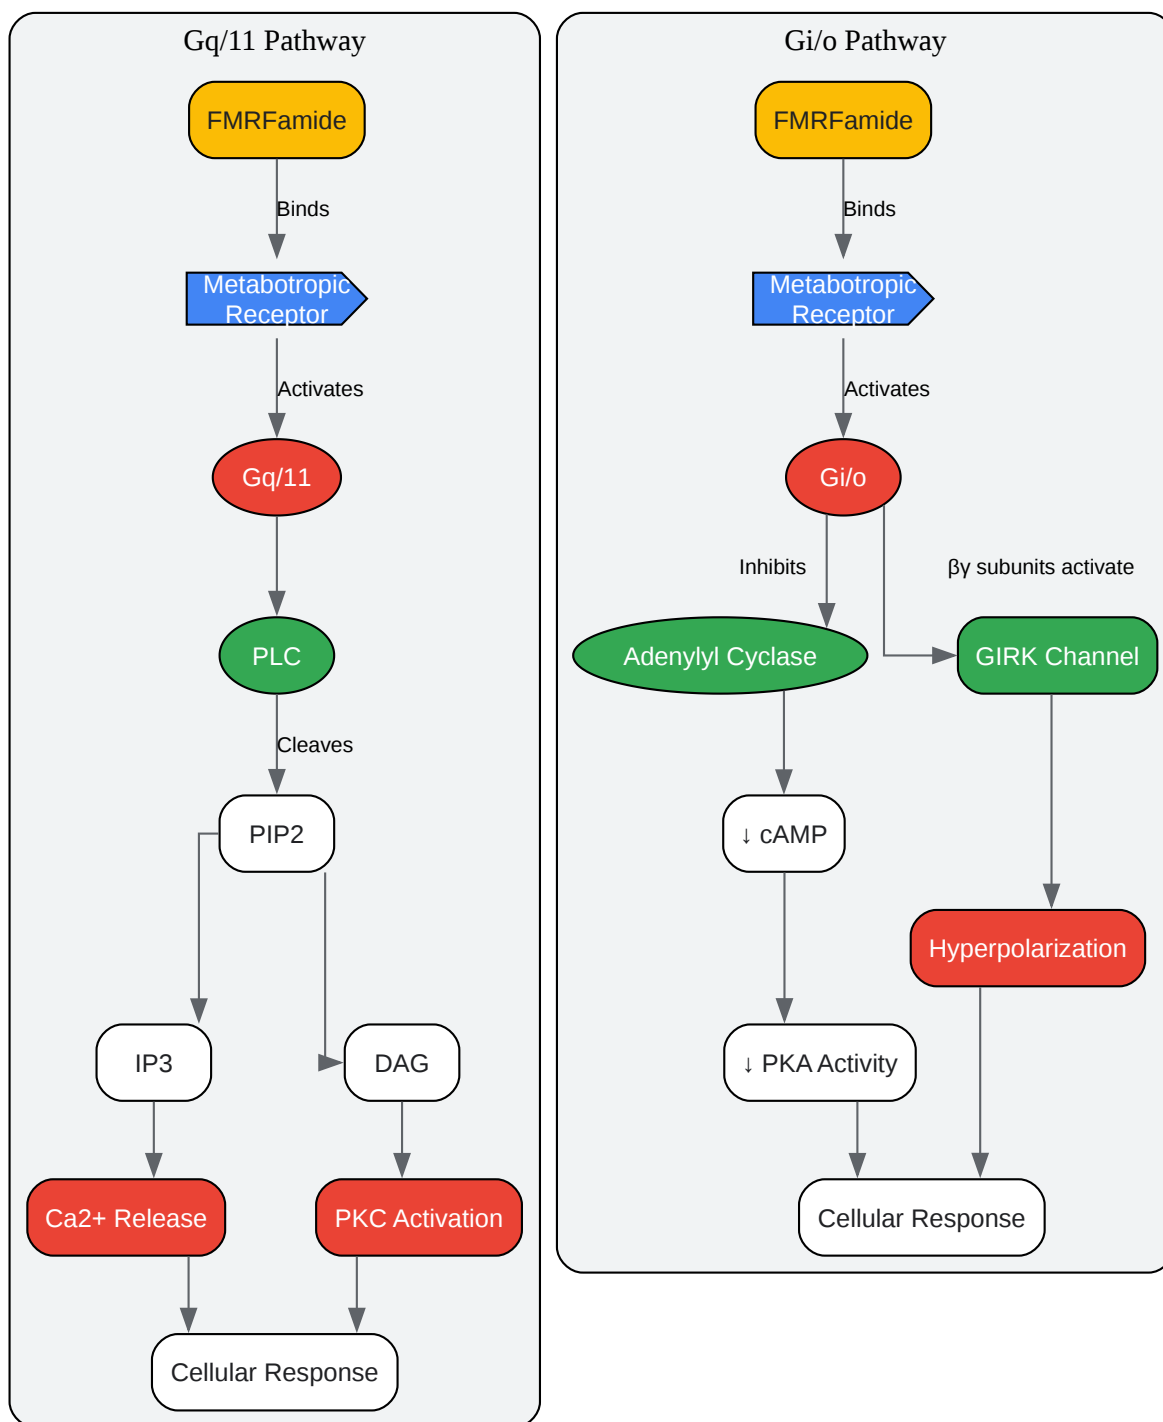 Gq/11 Pathway
FMRFamide
Binds
Metabotropic
Receptor
Activates
Gq/11
PLC
Cleaves
PIP2
IP3
DAG
Ca2+ Release
PKC Activation
Cellular Response
Gi/o Pathway
FMRFamide
Binds
Metabotropic
Receptor
Activates
Gi/o
Inhibits
βγ subunits activate
Adenylyl Cyclase
GIRK Channel
↓ cAMP
Hyperpolarization
↓ PKA Activity
Cellular Response